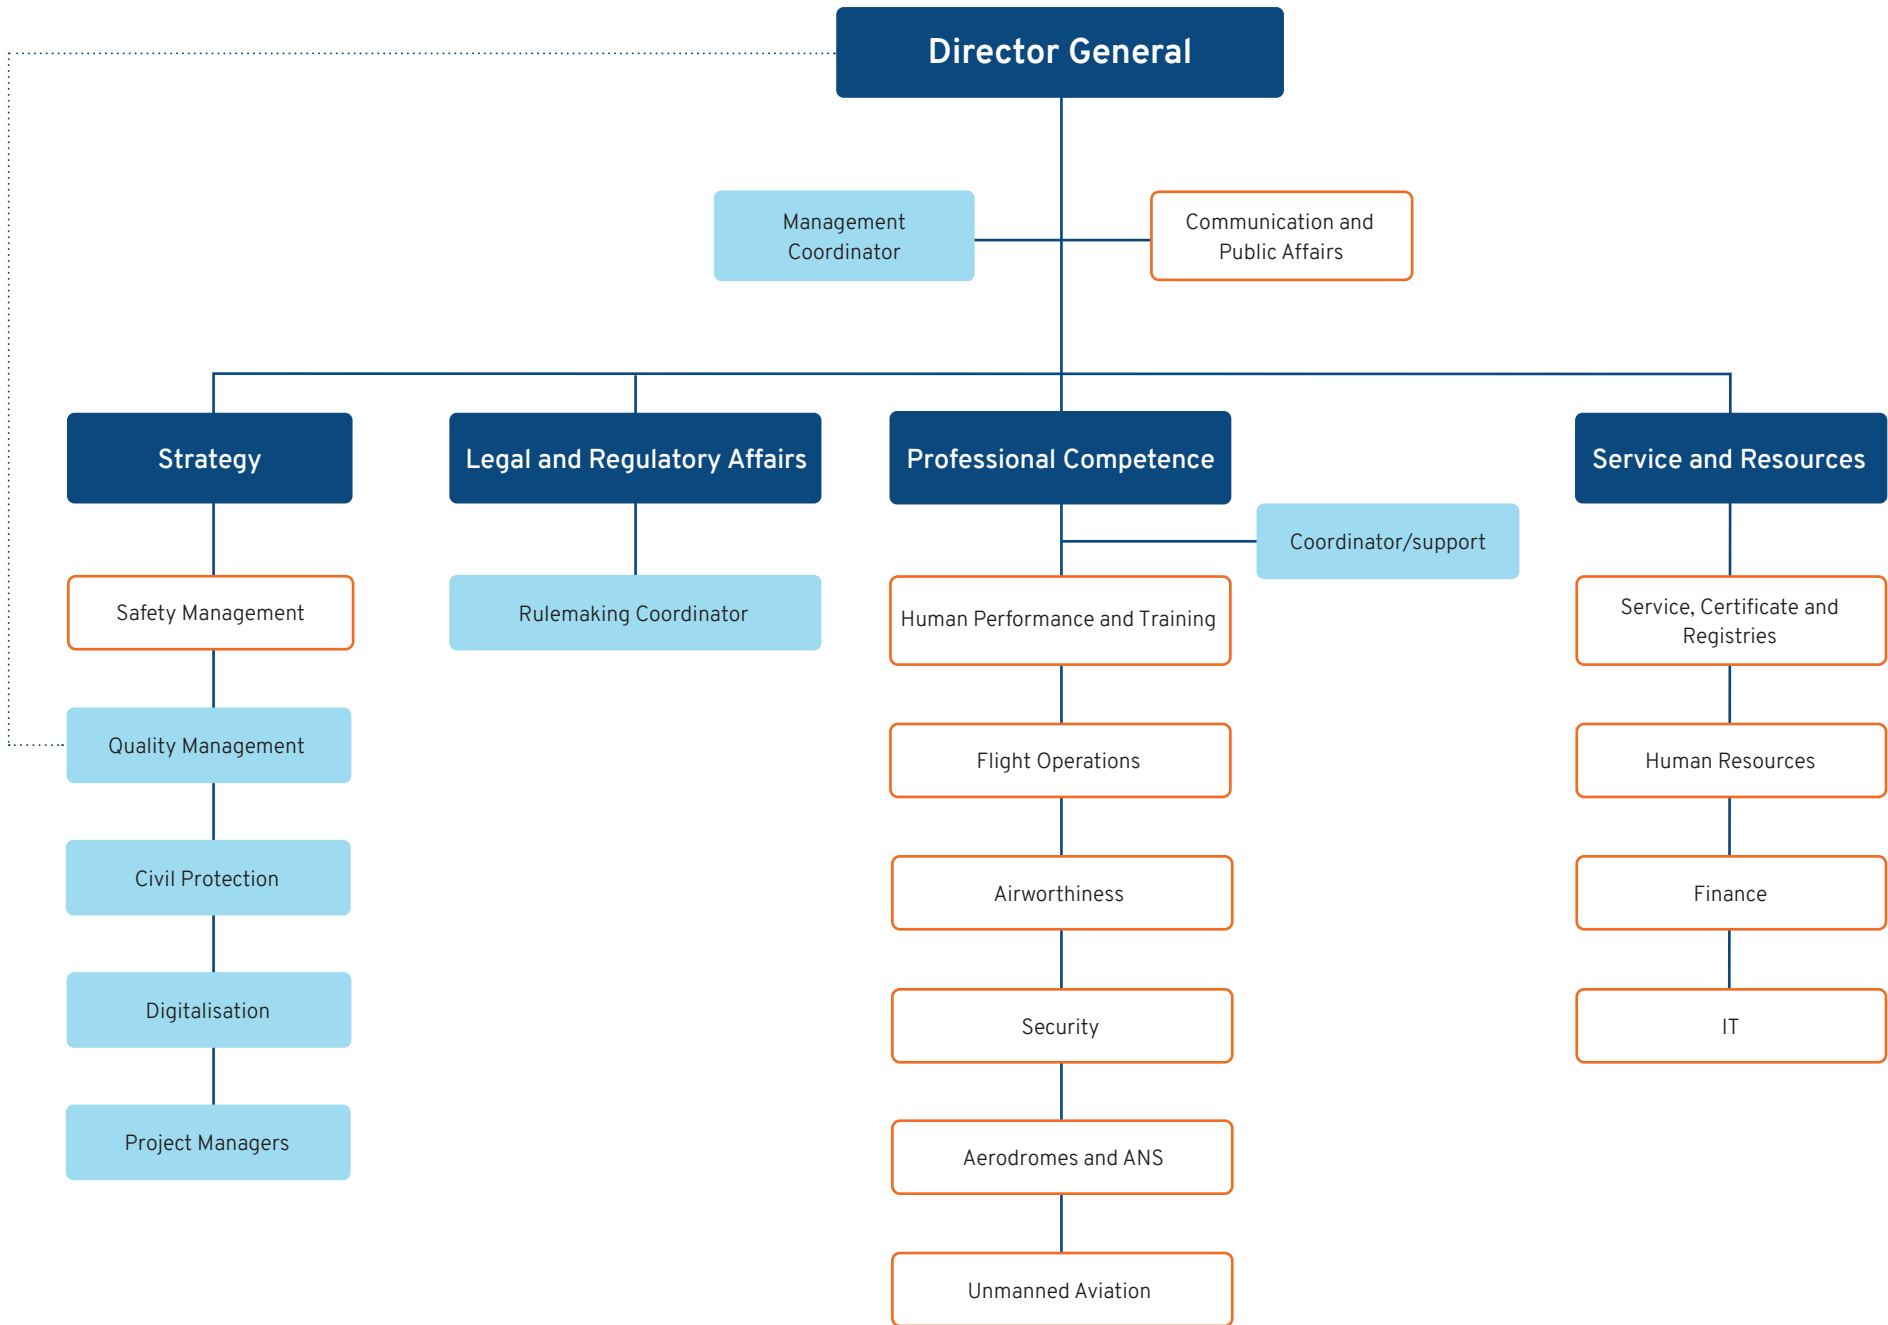 Director General
Management
Coordinator
Communication and
Public Affairs
Strategy
Legal and Regulatory Affairs
Professional Competence
Service and Resources
Coordinator/support
Safety Management
Quality Management
Civil Protection
Digitalisation
Project Managers
Rulemaking Coordinator
Human Performance and Training
Flight Operations
Airworthiness
Security
Aerodromes and ANS
Unmanned Aviation
Service, Certificate and
Registries
Human Resources
Finance
IT